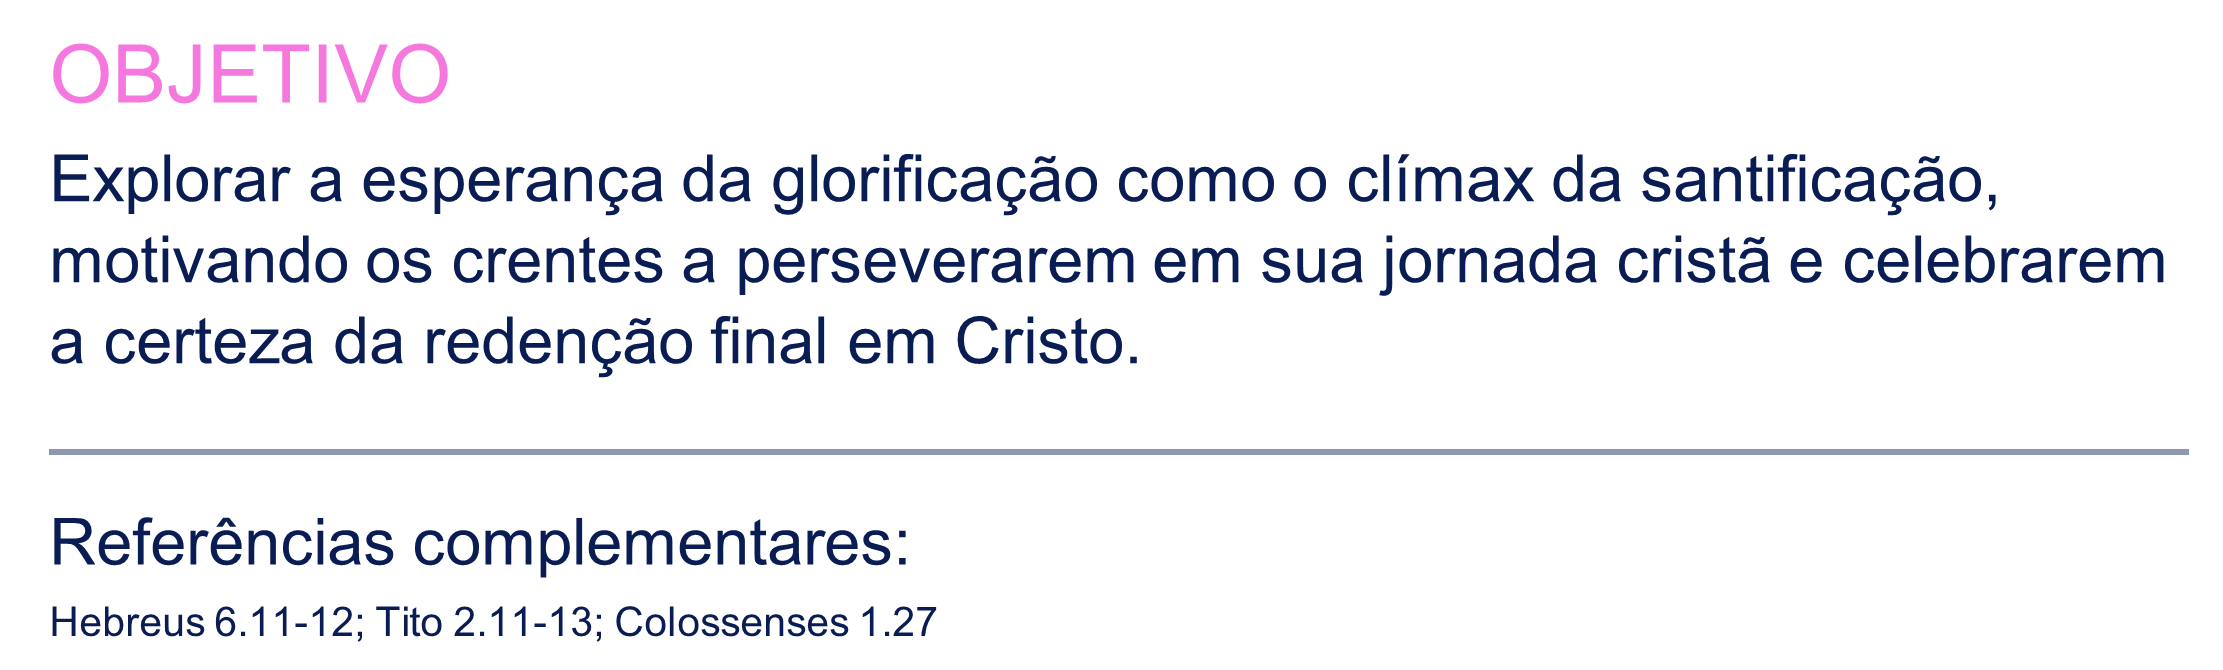 OBJETIVO
Explorar a esperança da glorificação como o clímax da santificação,
motivando os crentes a perseverarem em sua jornada cristã e celebrarem
a certeza da redenção final em Cristo.
Referências complementares:
Hebreus 6.11-12; Tito 2.11-13; Colossenses 1.27